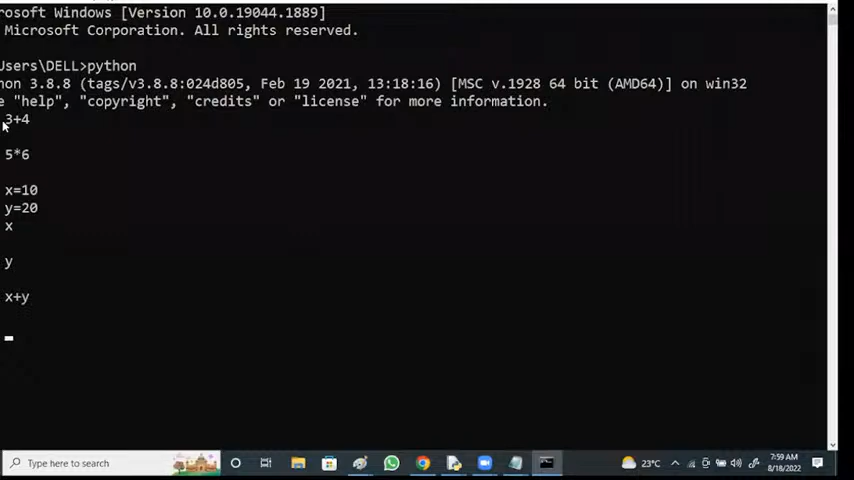 rosoft Windows [Version 10.0.19044.1889]
Microsoft Corporation. All rights reserved.
Users\DELL>python
hon 3.8.8 (tags/v3.8.8:024d805, Feb 19 2021, 13:18:16) [MSC v.1928 64 bit (AMD64)] on win32
e "help", "copyright", "credits" or "license" for more information.
3+4
5*6
x=10
y=20
x
y
x+y
Type here to search
23°C
7:59 AM
8/18/2022